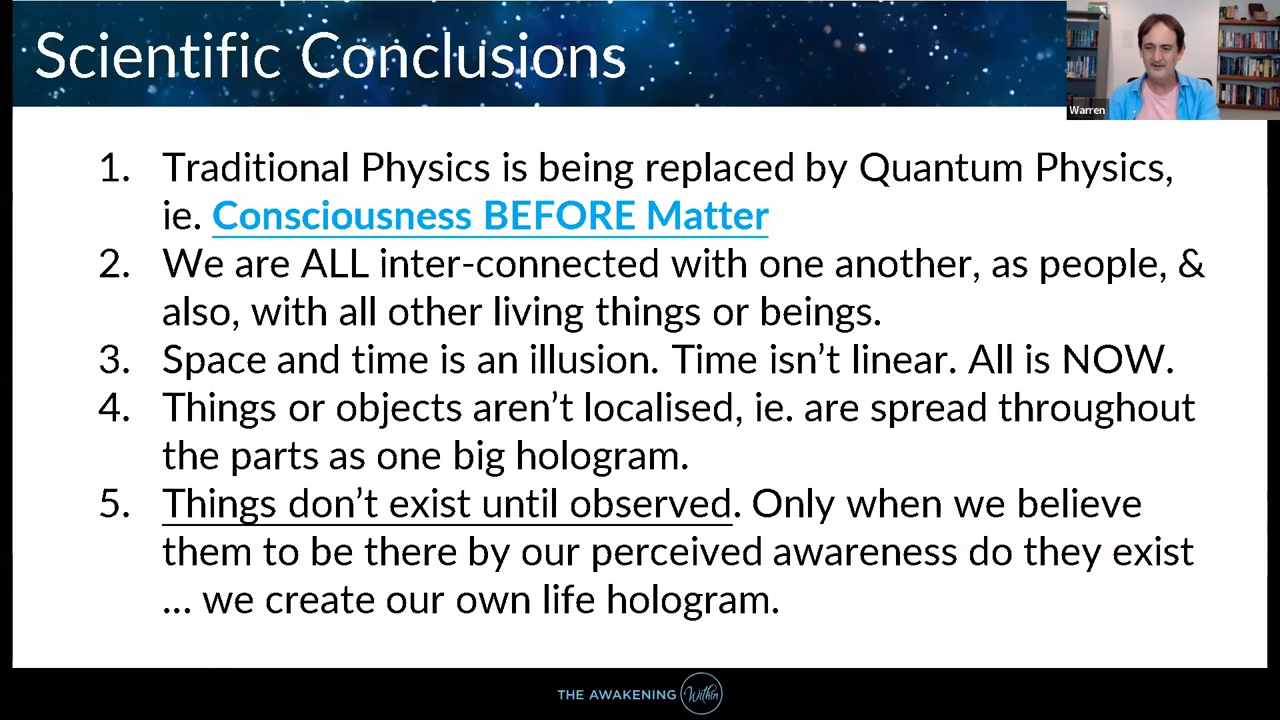 Scientific Conclusions
Warren
1. Traditional Physics is being replaced by Quantum Physics,
ie. Consciousness BEFORE Matter
2. We are ALL inter-connected with one another, as people, &
also, with all other living things or beings.
3. Space and time is an illusion. Time isn’t linear. All is NOW.
4. Things or objects aren’t localised, ie. are spread throughout
the parts as one big hologram.
5. Things don’t exist until observed. Only when we believe
them to be there by our perceived awareness do they exist
... we create our own life hologram.
THE AWAKENING Within